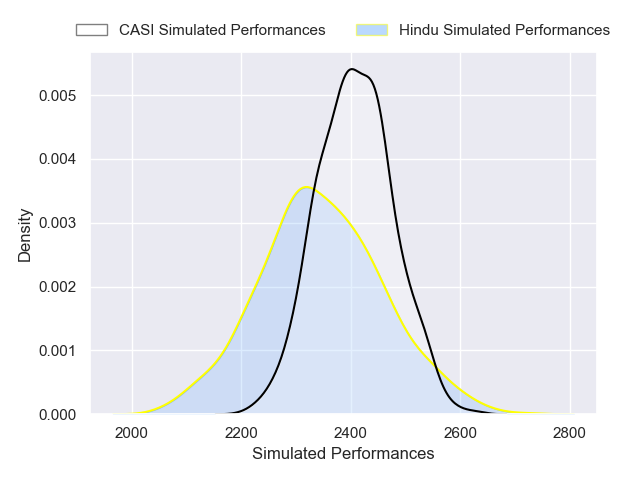 CASI Simulated Performances Hindu Simulated Performances
0.005
0.004
0.003
0.002
0.001
0.000
Density
2000 2200 2400 2600 2800
Simulated Performances